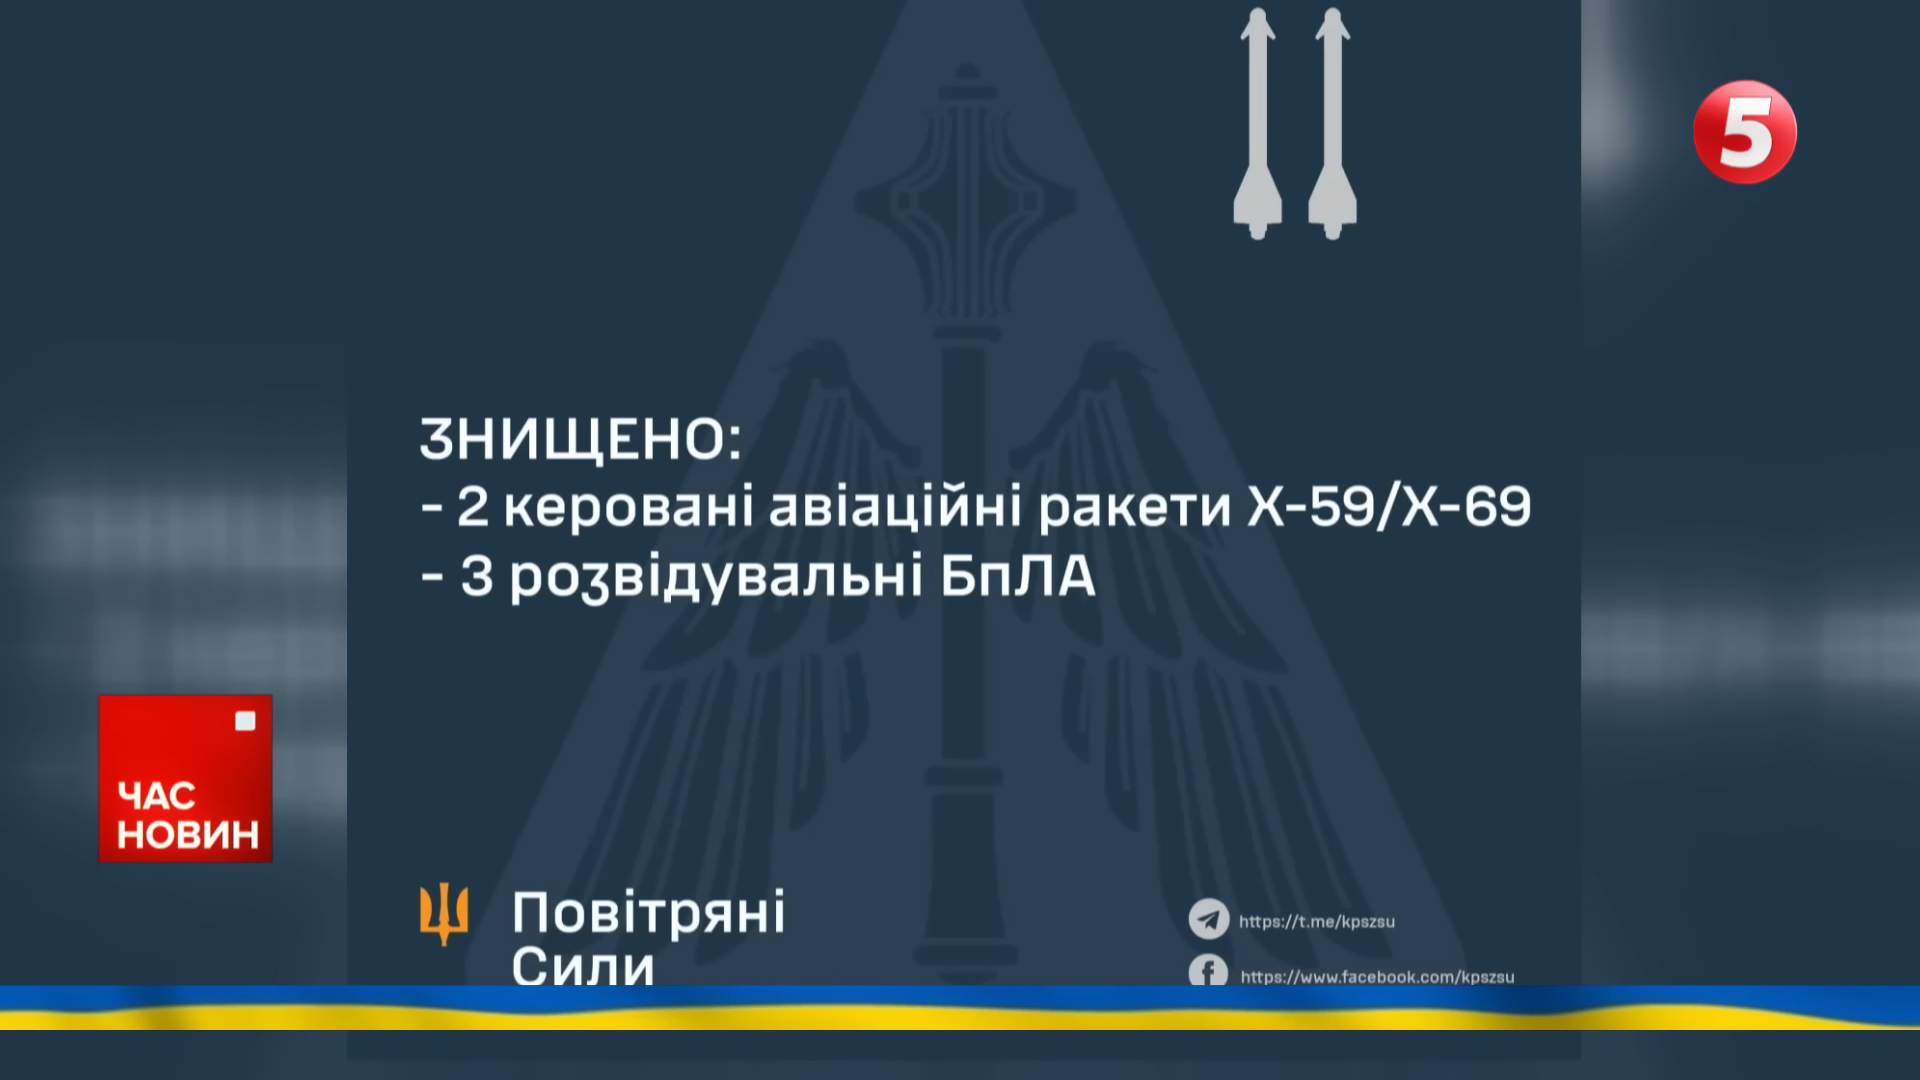 5
ЗНИЩЕНО:
- 2 керовані авіаційні ракети Х-59/Х-69
- 3 розвідувальні БпЛА
ЧАС
НОВИН
Повітряні
Сили
https://t.me/kpszsu
https://www.facebook.com/kpszsu